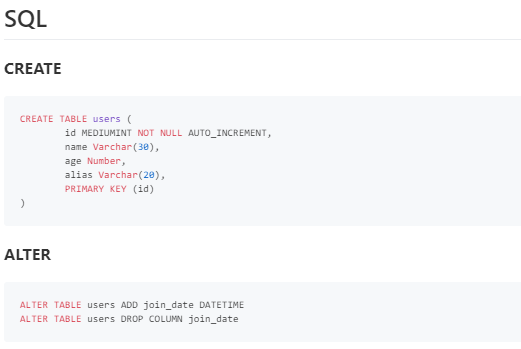 SQL
CREATE
CREATE TABLE users (
id MEDIUMINT NOT NULL AUTO_INCREMENT,
name Varchar(30),
age Number,
alias Varchar(20),
PRIMARY KEY (id)
)
ALTER
ALTER TABLE users ADD join_date DATETIME
ALTER TABLE users DROP COLUMN join_date